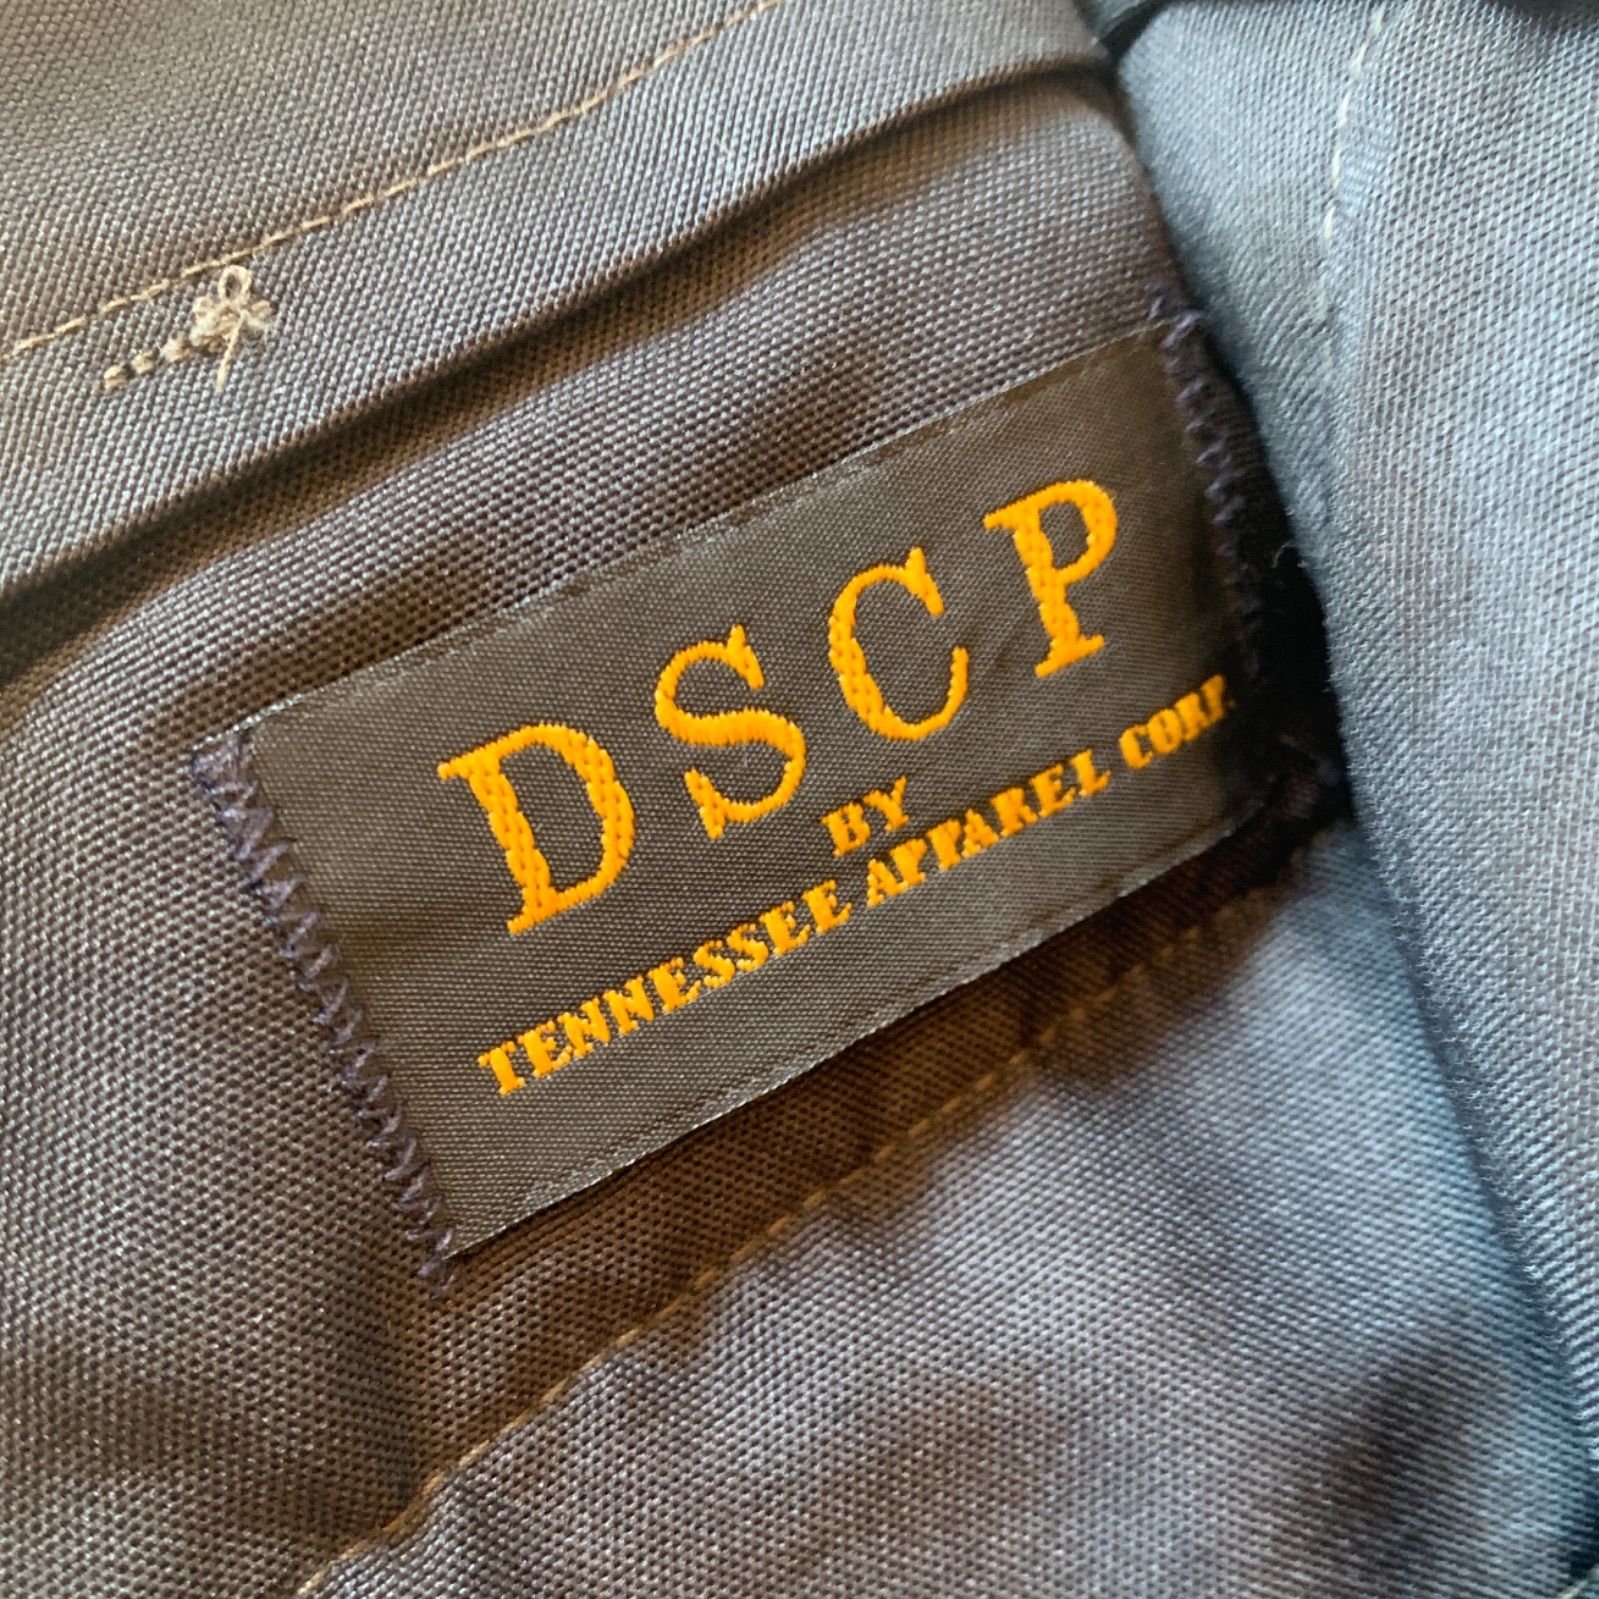 DSCP
BY
TENNESSEE APPAREL CORP.